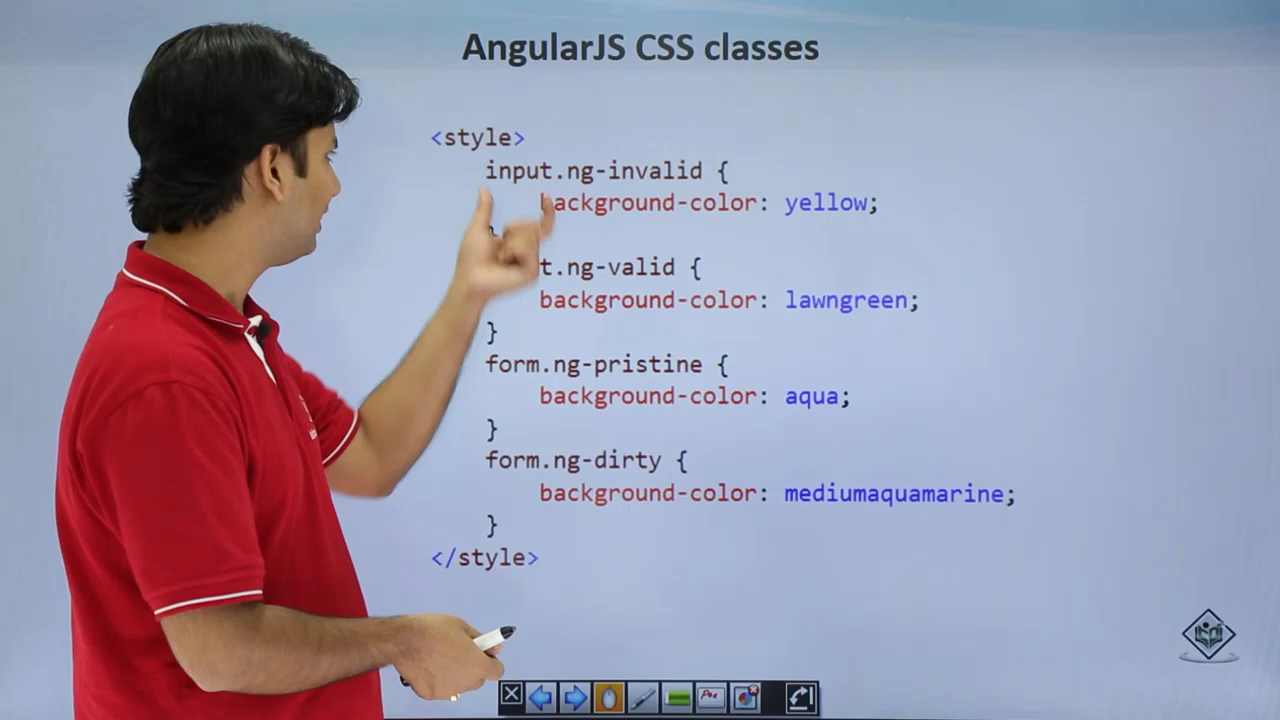 AngularJS CSS classes
<style>
input.ng-invalid {
background-color: yellow;
t.ng-valid {
background-color: lawngreen;
}
form.ng-pristine {
background-color: aqua;
}
form.ng-dirty {
background-color: mediumaquamarine;
}
</style>